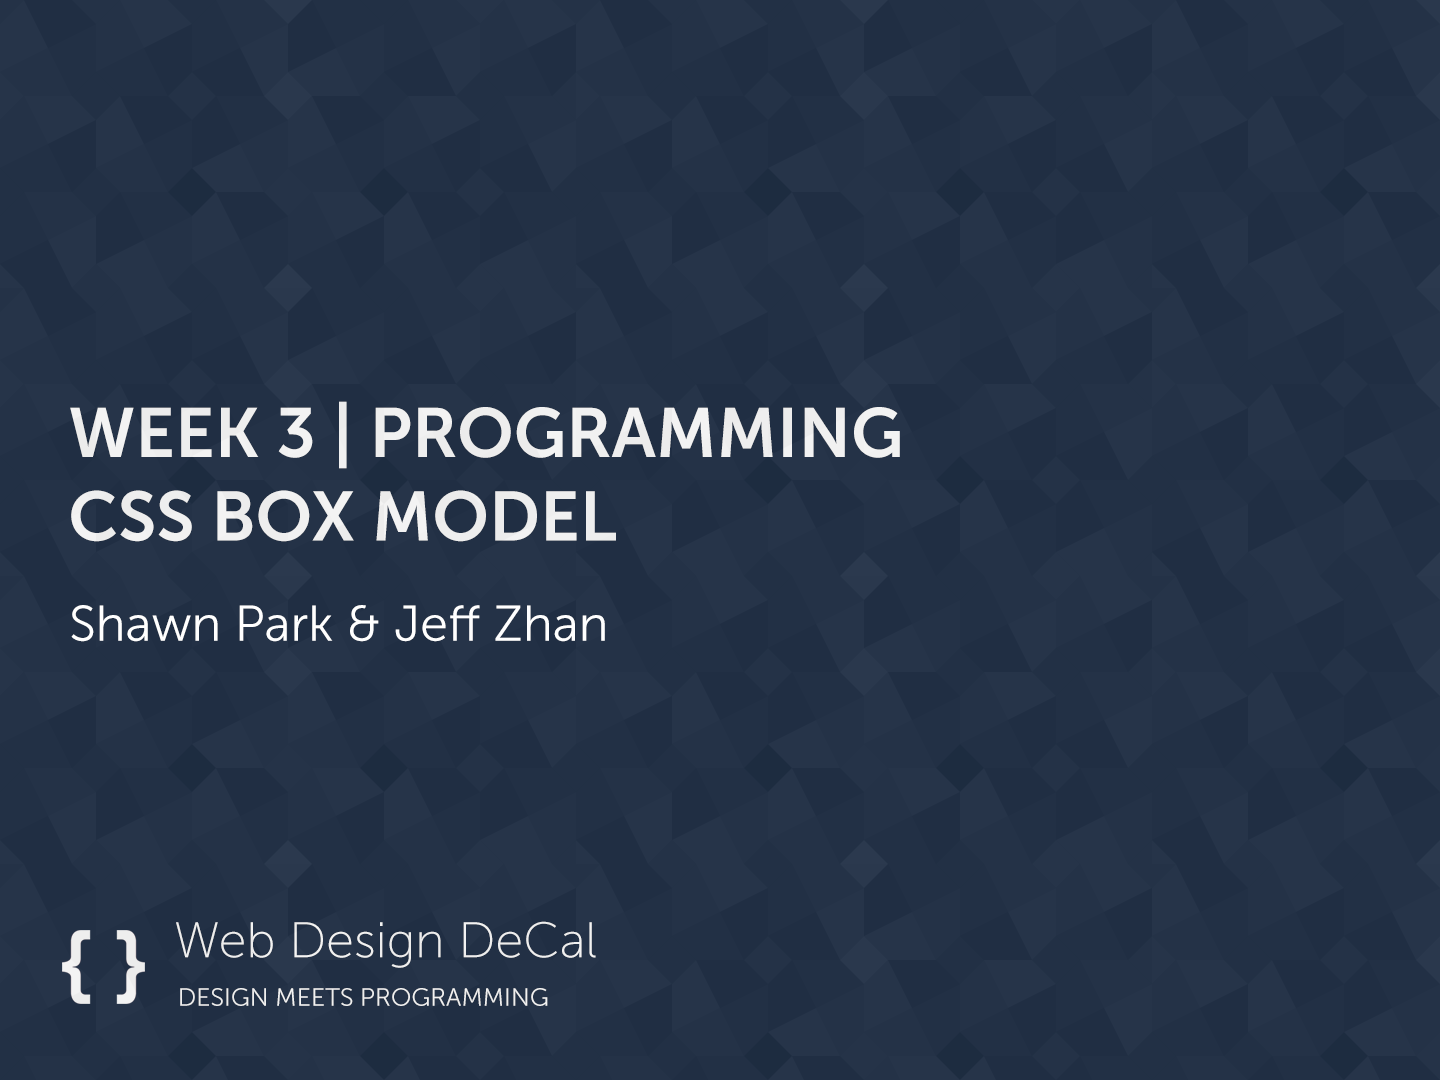 WEEK 3 | PROGRAMMING
CSS BOX MODEL
Shawn Park & Jeff Zhan
{ } Web Design DeCal
DESIGN MEETS PROGRAMMING